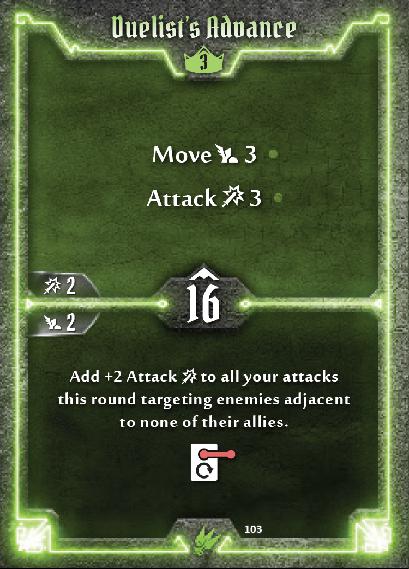 Duelist's Advance
3
Move 3
Attack 3
2
16
2
Add +2 Attack to all your attacks
this round targeting enemies adjacent
to none of their allies.
103